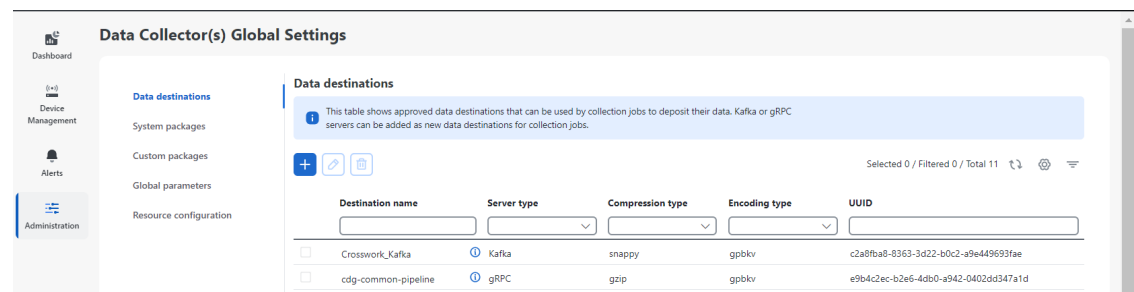 Data Collector(s) Global Settings
Dashboard
Device
Management
Alerts
Administration
Data destinations
System packages
Custom packages
Global parameters
Resource configuration
Data destinations
This table shows approved data destinations that can be used by collection jobs to deposit their data. Kafka or gRPC
servers can be added as new data destinations for collection jobs.
Selected 0 / Filtered 0 / Total 11
Destination name Server type Compression type Encoding type UUID
Crosswork_Kafka Kafka snappy gpbkv c2a8fba8-8363-3d22-b0c2-a9e449693fae
cdg-common-pipeline gRPC gzip gpbkv e9b4c2ec-b2e6-4db0-a942-0402dd347a1d